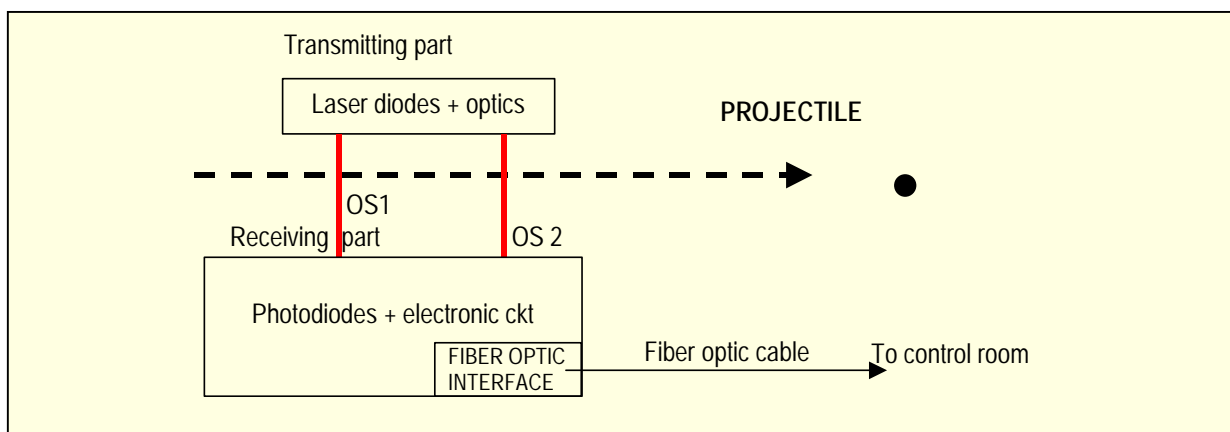 Transmitting part
Laser diodes + optics
PROJECTILE
OS1
Receiving part
OS 2
Photodiodes + electronic ckt
FIBER OPTIC
INTERFACE
Fiber optic cable
To control room